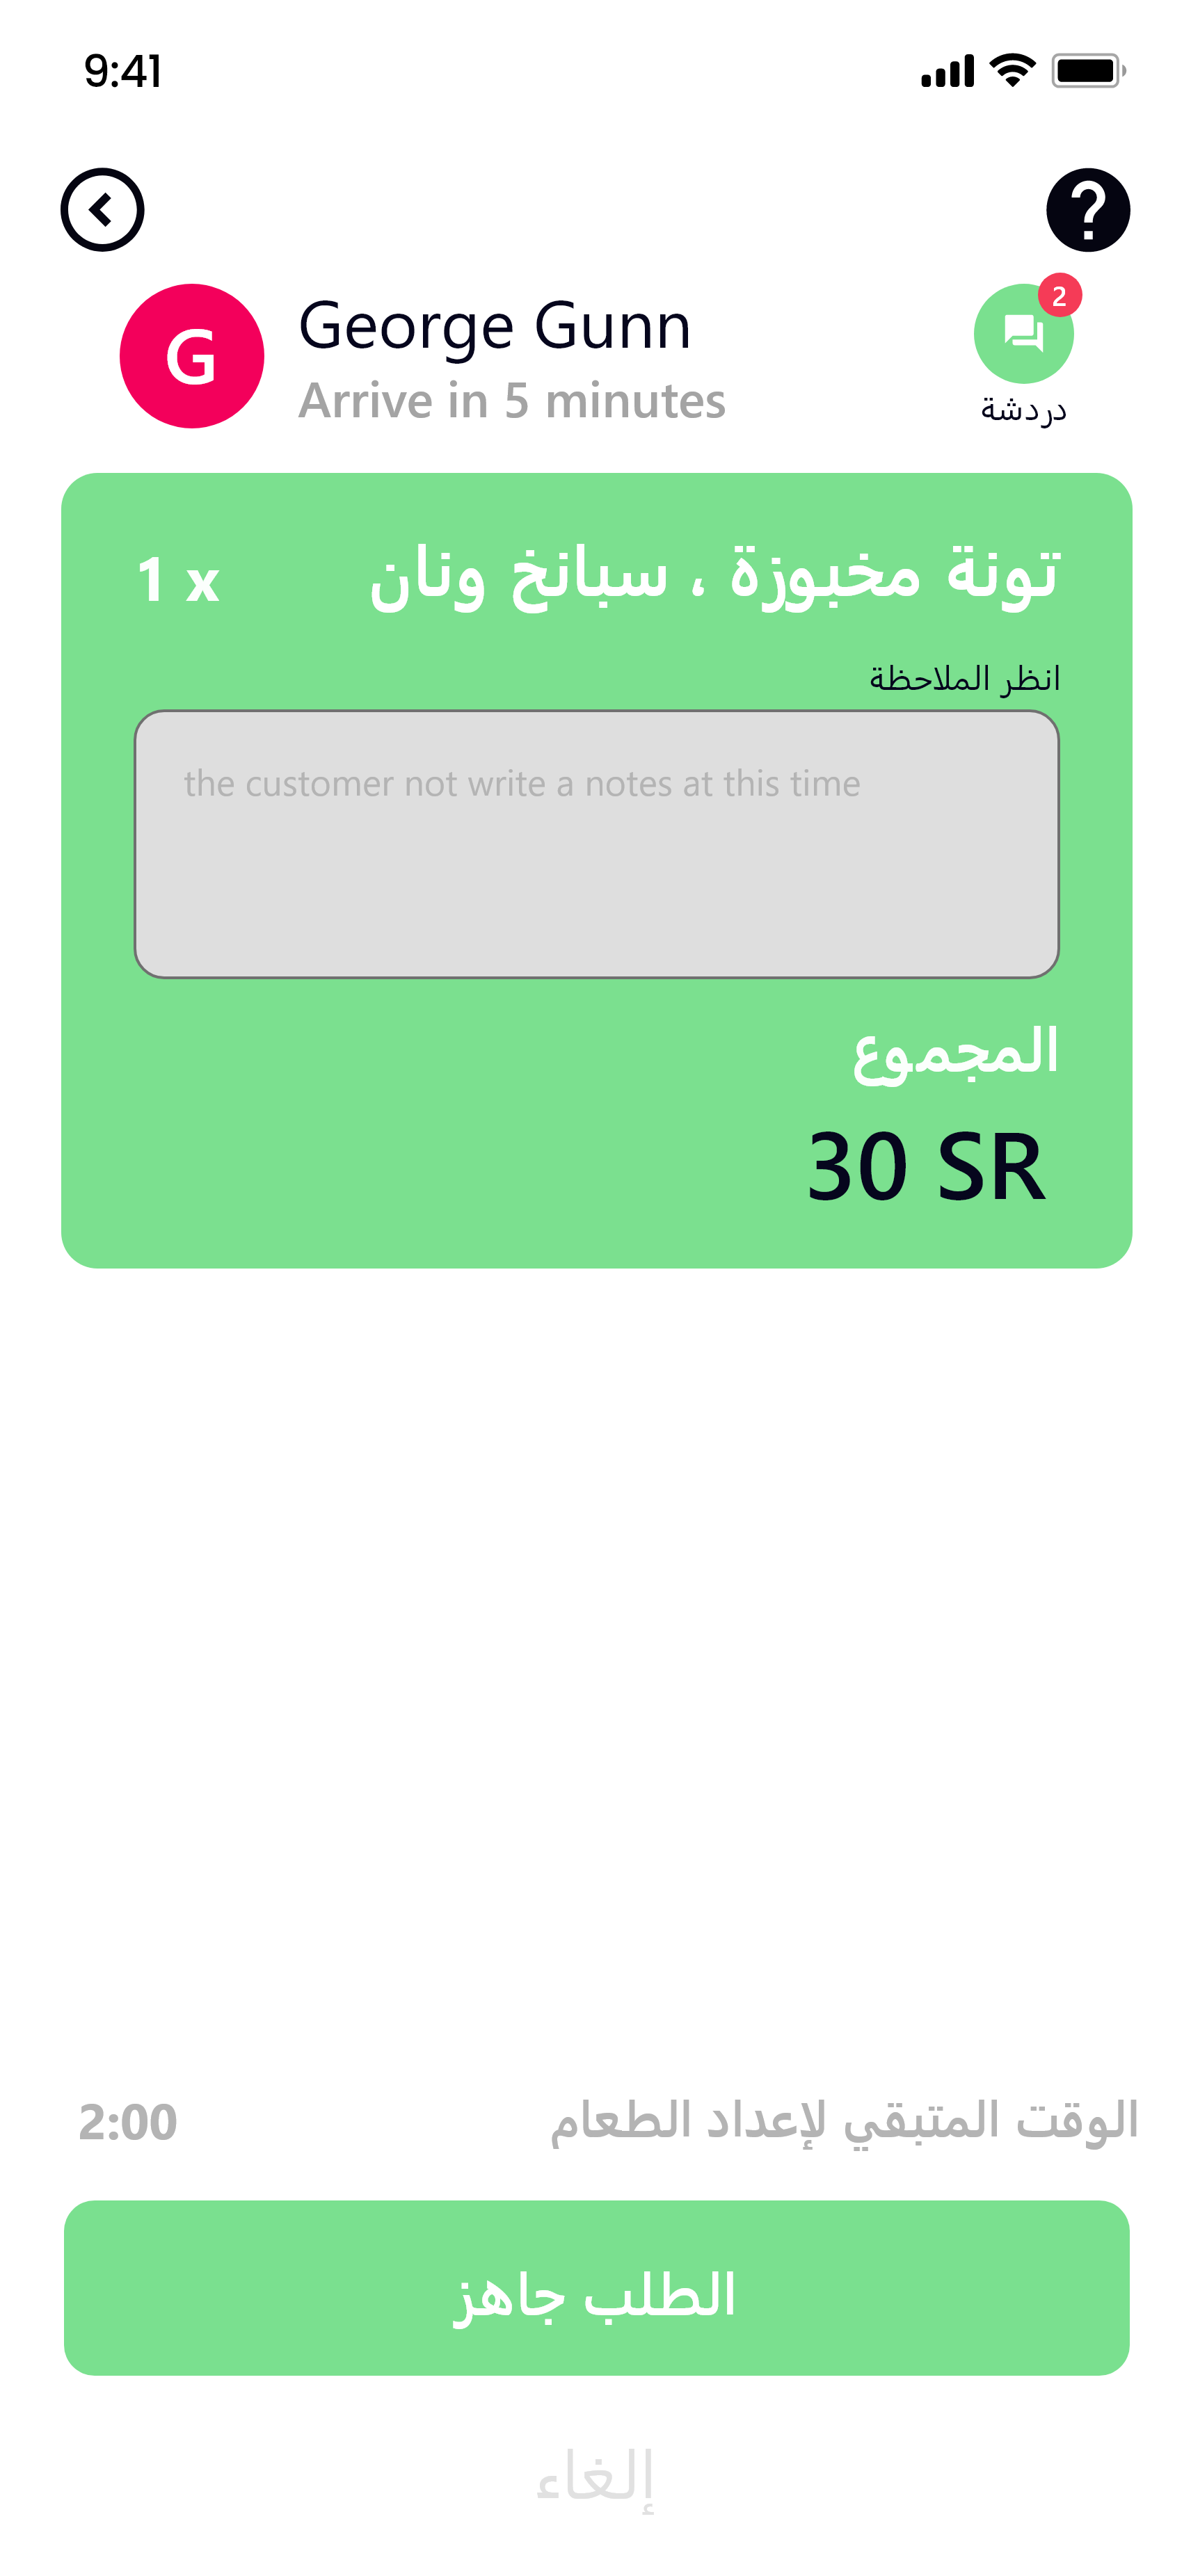 9:41
?
2
G
George Gunn
Arrive in 5 minutes
دردشة
تونة مخبوزة ، سبانخ ونان
1 x
انظر الملاحظة
the customer not write a notes at this time
المجموع
30 SR
الوقت المتبقي لإعداد الطعام
2:00
الطلب جاهز
إلغاء